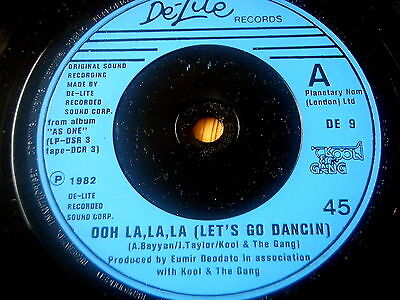 De-Lite
RECORDS
ORIGINAL SOUND
RECORDING
MADE BY
DE-LITE
RECORDED
SOUND CORP.
from album
"AS ONE"
(LP-DSR 3
tape-DCR 3)
P 1982
DE-LITE
RECORDED
SOUND CORP.
A
Planetary Nom
(London) Ltd
DE 9
KOOL
& THE
GANG
45
OOH LA,LA,LA (LET'S GO DANCIN)
(A.Bayyan/J.Taylor/Kool & The Gang)
Produced by Eumir Deodato in association
with Kool & The Gang